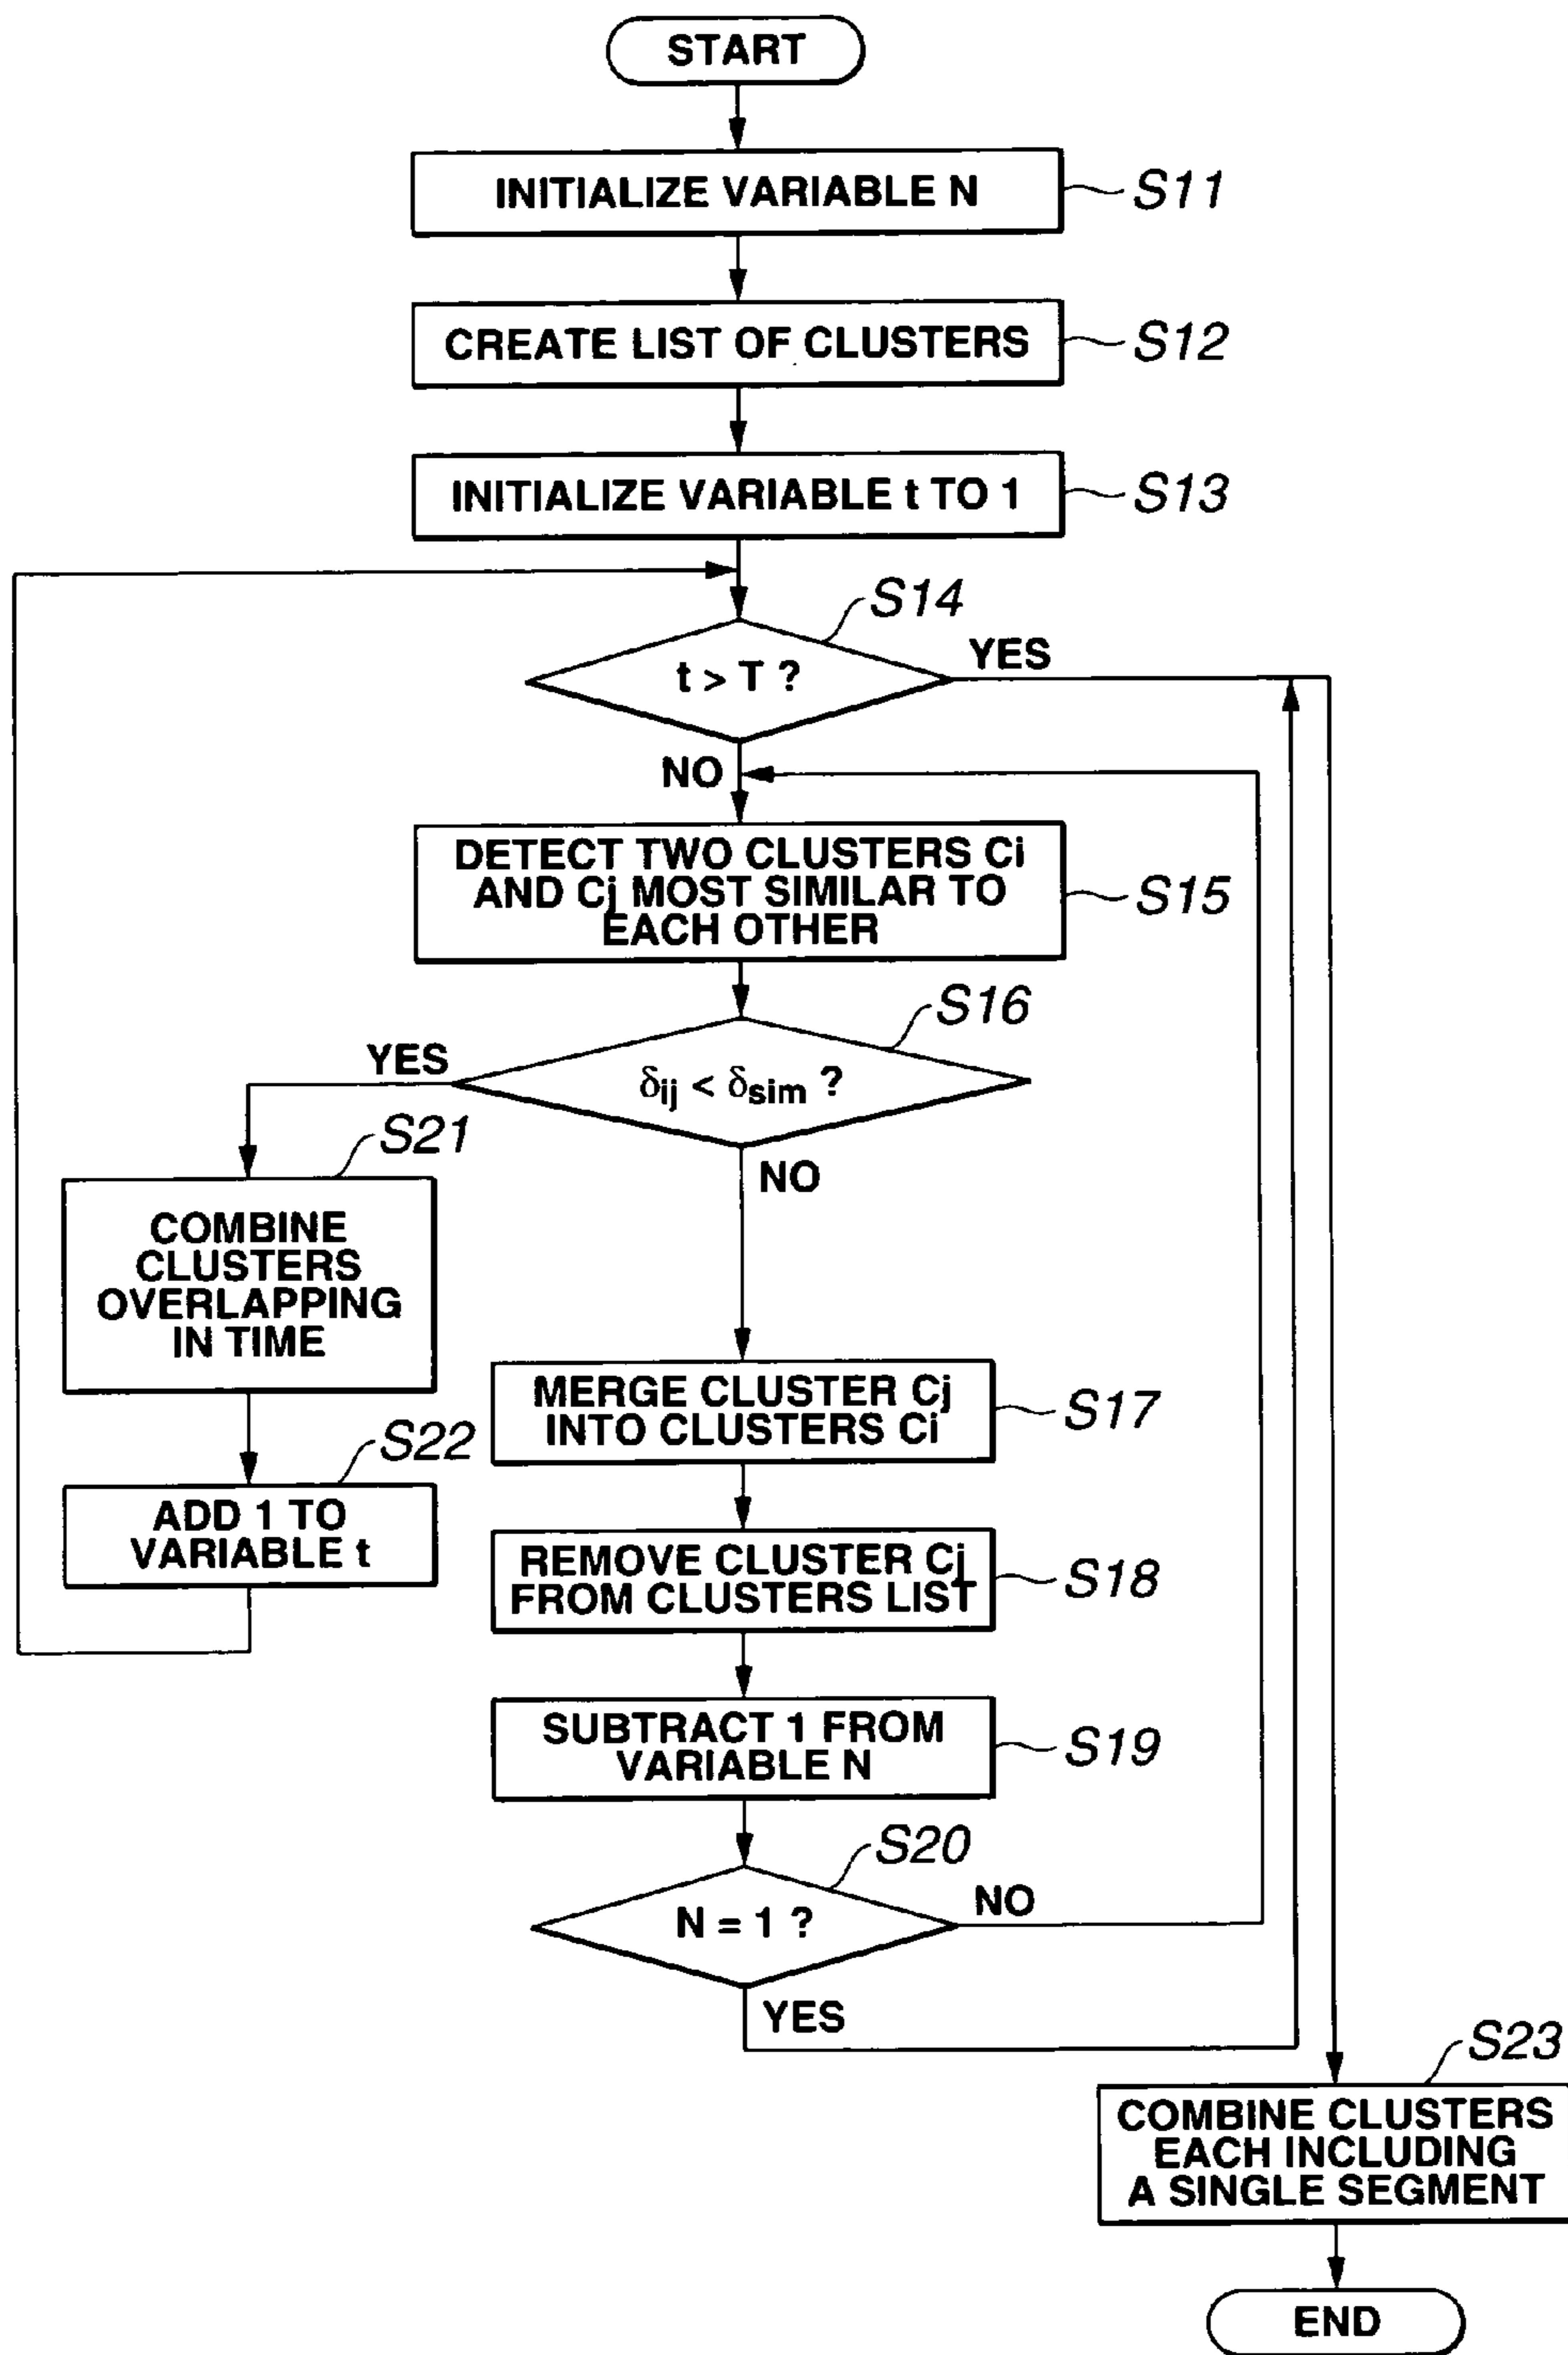 START
INITIALIZE VARIABLE N
S11
CREATE LIST OF CLUSTERS
S12
INITIALIZE VARIABLE t TO 1
S13
S14
t > T ?
YES
NO
DETECT TWO CLUSTERS Ci
AND Cj MOST SIMILAR TO
EACH OTHER
S15
S16
δij < δsim ?
YES
NO
S21
COMBINE
CLUSTERS
OVERLAPPING
IN TIME
S22
ADD 1 TO
VARIABLE t
MERGE CLUSTER Cj
INTO CLUSTERS Ci
S17
REMOVE CLUSTER Cj
FROM CLUSTERS LIST
S18
SUBTRACT 1 FROM
VARIABLE N
S19
S20
N = 1 ?
NO
YES
S23
COMBINE CLUSTERS
EACH INCLUDING
A SINGLE SEGMENT
END